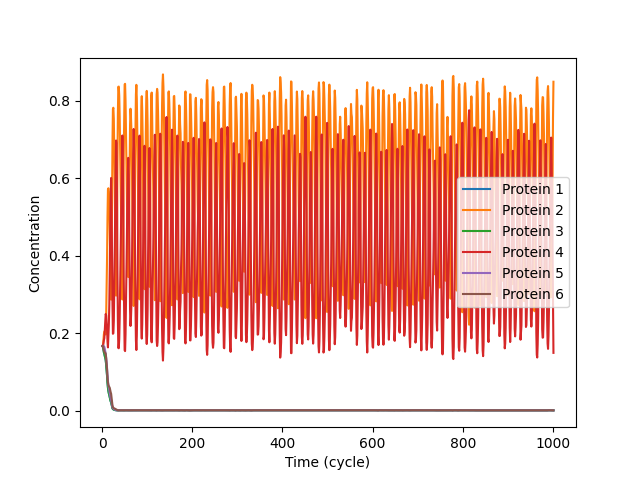 Concentration
0.8
0.6
0.4
0.2
0.0
0
200
400
600
800
1000
Time (cycle)
Protein 1
Protein 2
Protein 3
Protein 4
Protein 5
Protein 6